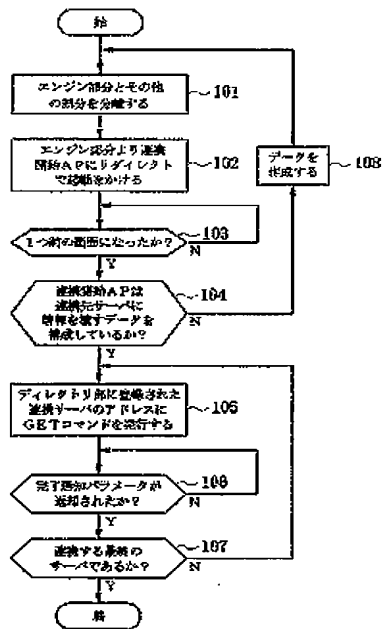 始
エンジン部分とその他
の部分を分離する
101
エンジン部分より連携
開始APにリダイレクト
で起動をかける
102
データを
作成する
108
1つ前の画面になったか?
103
N
Y
連携開始APは
連携先サーバに
情報を渡すデータを
構成しているか?
104
N
Y
ディレクトリ部に登録された
連携サーバのアドレスに
GETコマンドを発行する
105
完了通知パラメータが
返却されたか?
106
N
Y
連携する最後の
サーバであるか?
107
N
Y
終